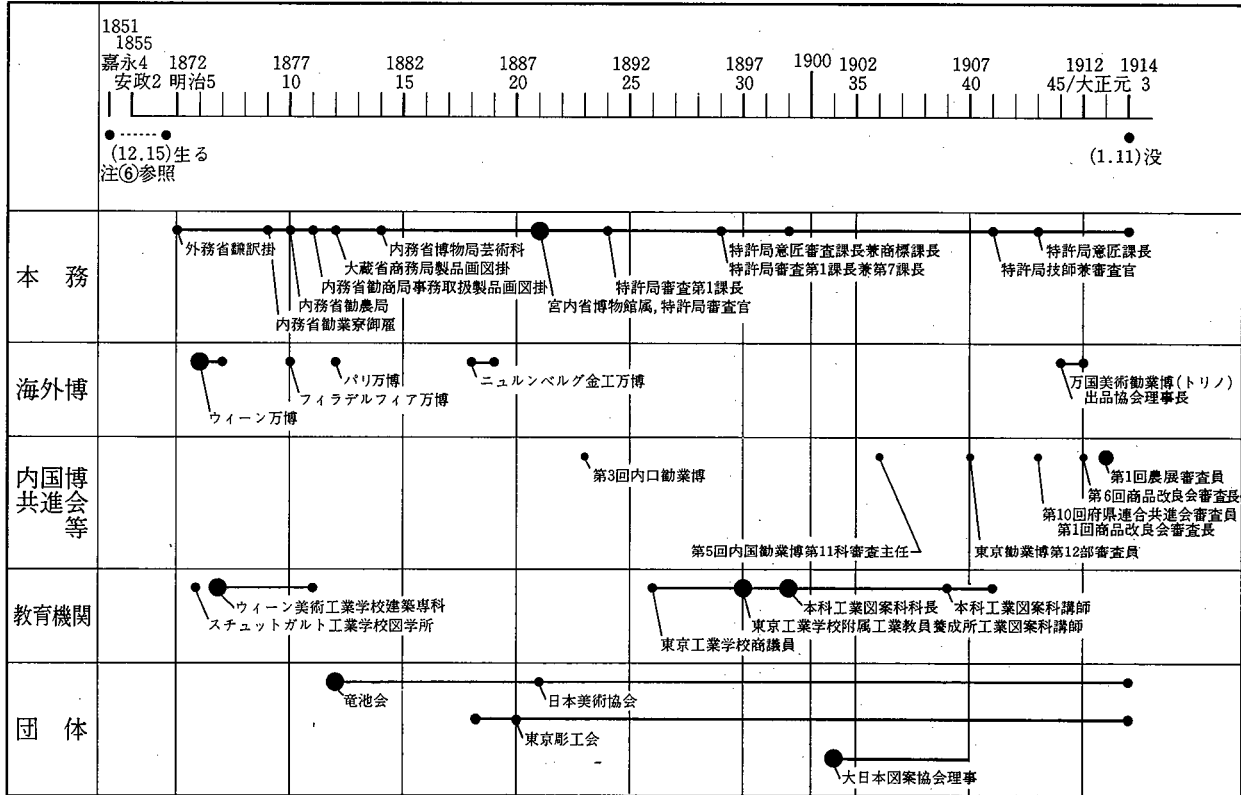 1851
1855
嘉永4 1872 1877 1882 1887 1892 1897 1900 1902 1907 1912 1914
安政2 明治5 10 15 20 25 30 35 40 45/大正元 3
(12.15)生る
注⑥参照
(1.11)没
本務
外務省飜訳掛
内務省博物局芸術科
大蔵省商務局製品画図掛
内務省勧商局事務取扱製品画図掛
内務省勧農局
内務省勧業寮御雇
特許局審査第1課長
宮内省博物館属,特許局審査官
特許局意匠審査課長兼商標課長
特許局審査第1課長兼第7課長
特許局意匠課長
特許局技師兼審査官
海外博
ウィーン万博
フィラデルフィア万博
パリ万博
ニュルンベルグ金工万博
万国美術勧業博(トリノ)
出品協会理事長
内国博
共進会
等
第3回内口勧業博
第5回内国勧業博第11科審査主任
東京勧業博第12部審査員
第1回農展審査員
第6回商品改良会審査長
第10回府県連合共進会審査員
第1回商品改良会審査長
教育機関
ウィーン美術工業学校建築専科
スチュットガルト工業学校図学所
本科工業図案科科長
本科工業図案科講師
東京工業学校附属工業教員養成所工業図案科講師
東京工業学校商議員
団体
竜池会
日本美術協会
東京彫工会
大日本図案協会理事